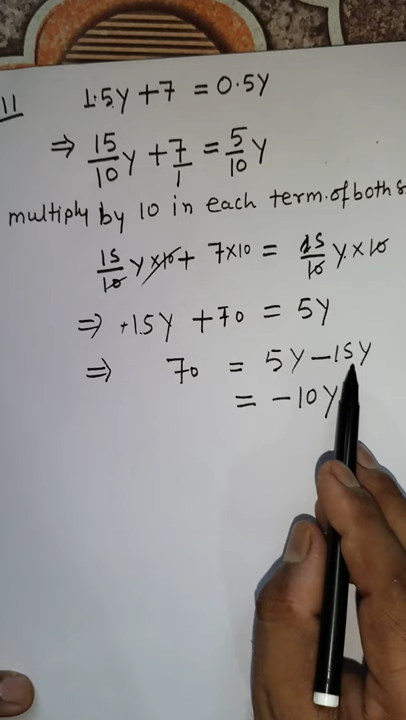 11 1.5y + 7 = 0.5y
⇒ 15/10 y + 7/1 = 5/10 y
multiply by 10 in each term of both s
15/10 y × 10 + 7×10 = 15/10 y × 10
⇒ +15y + 70 = 5y
⇒ 70 = 5y − 15y
= −10y